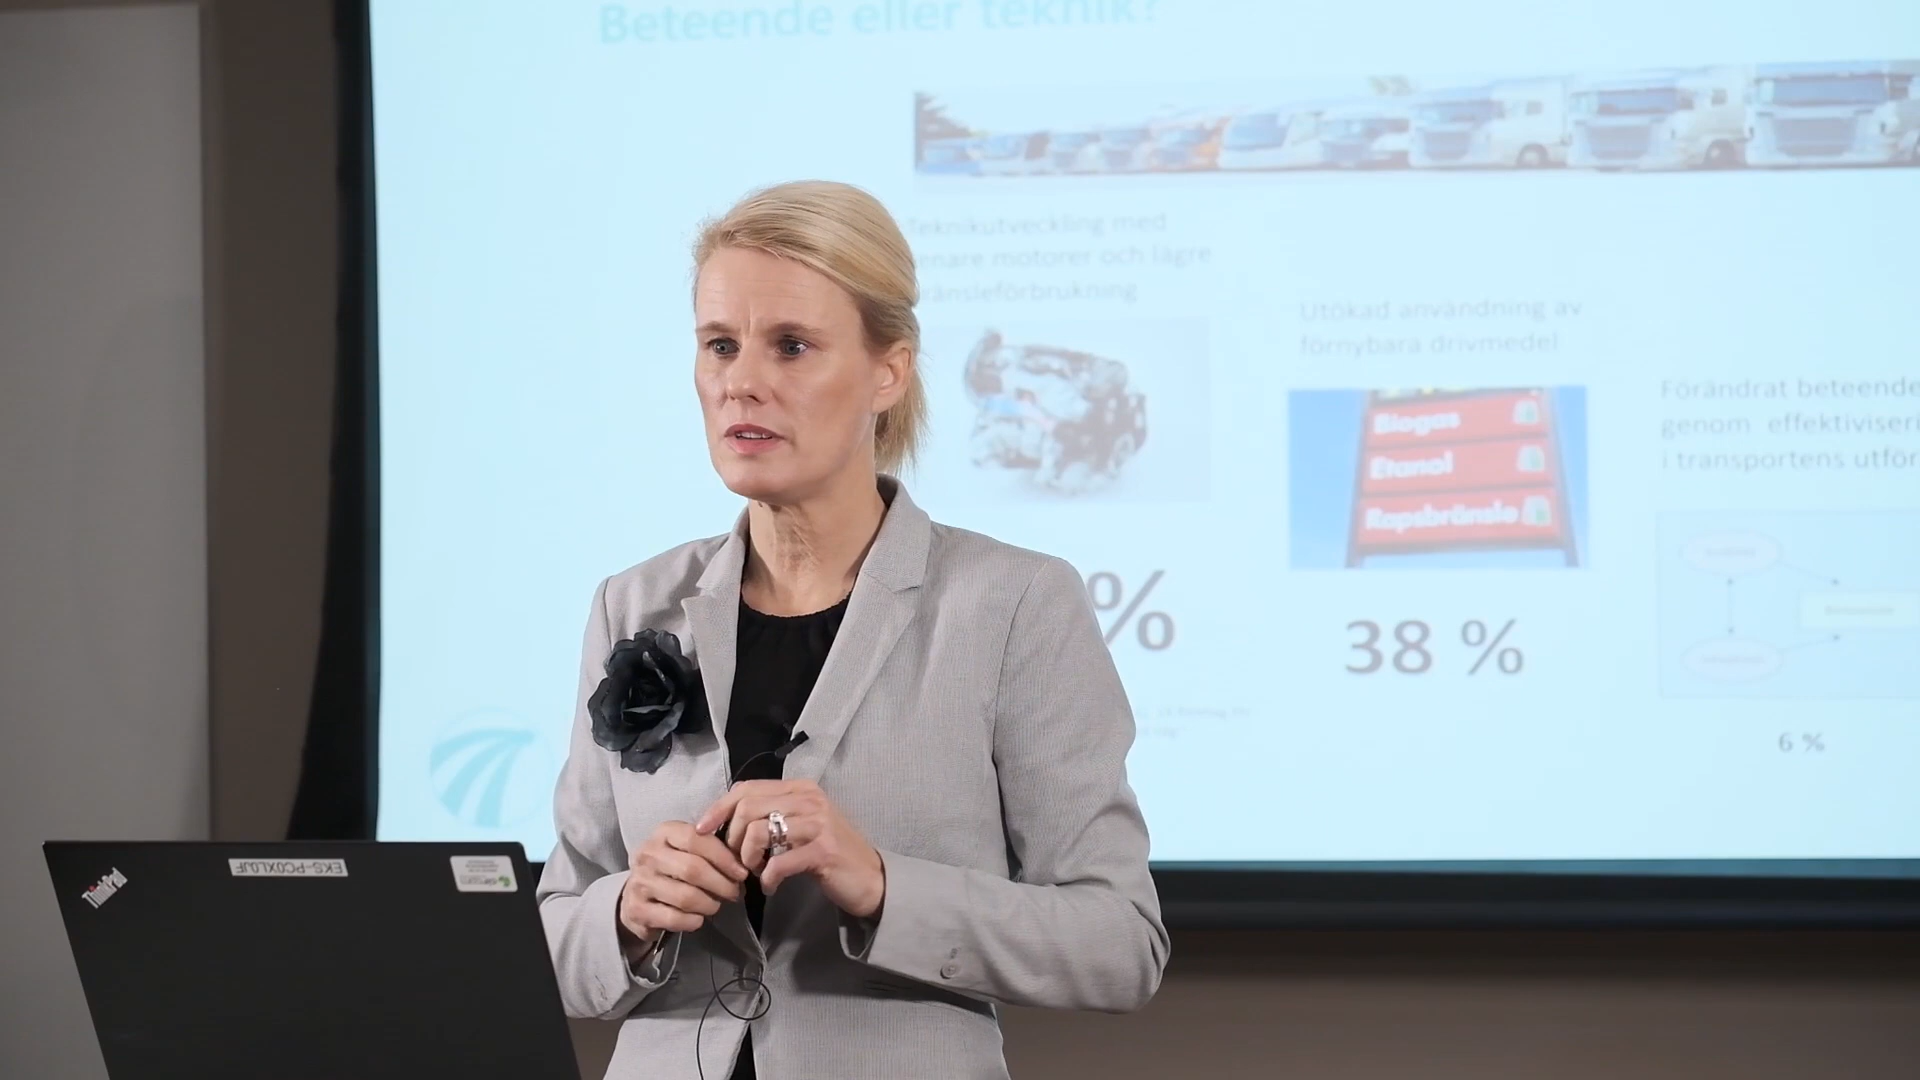 Beteende eller teknik?
Teknikutveckling med
motorer och lägre
Utökad användning av
förnybara drivmedel
Förändrat beteende
genom effektiviseri
i transportens utför
Biogas
Etanol
Rapsbränsle
%
38 %
6 %
ThinkPad
EKS-PC0XL0JF